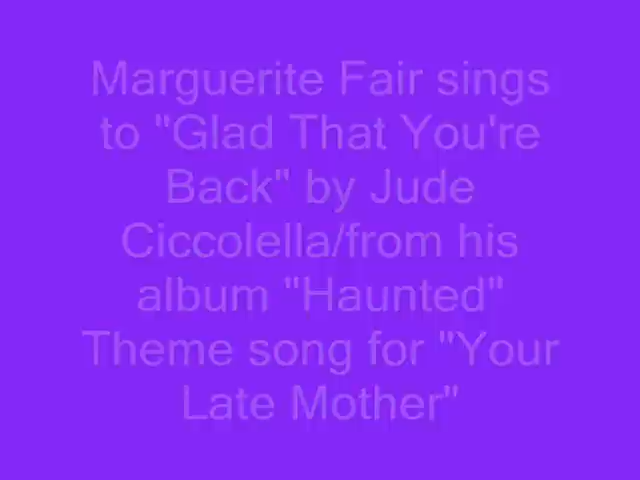 Marguerite Fair sings
to "Glad That You're
Back" by Jude
Ciccolella/from his
album "Haunted"
Theme song for "Your
Late Mother"